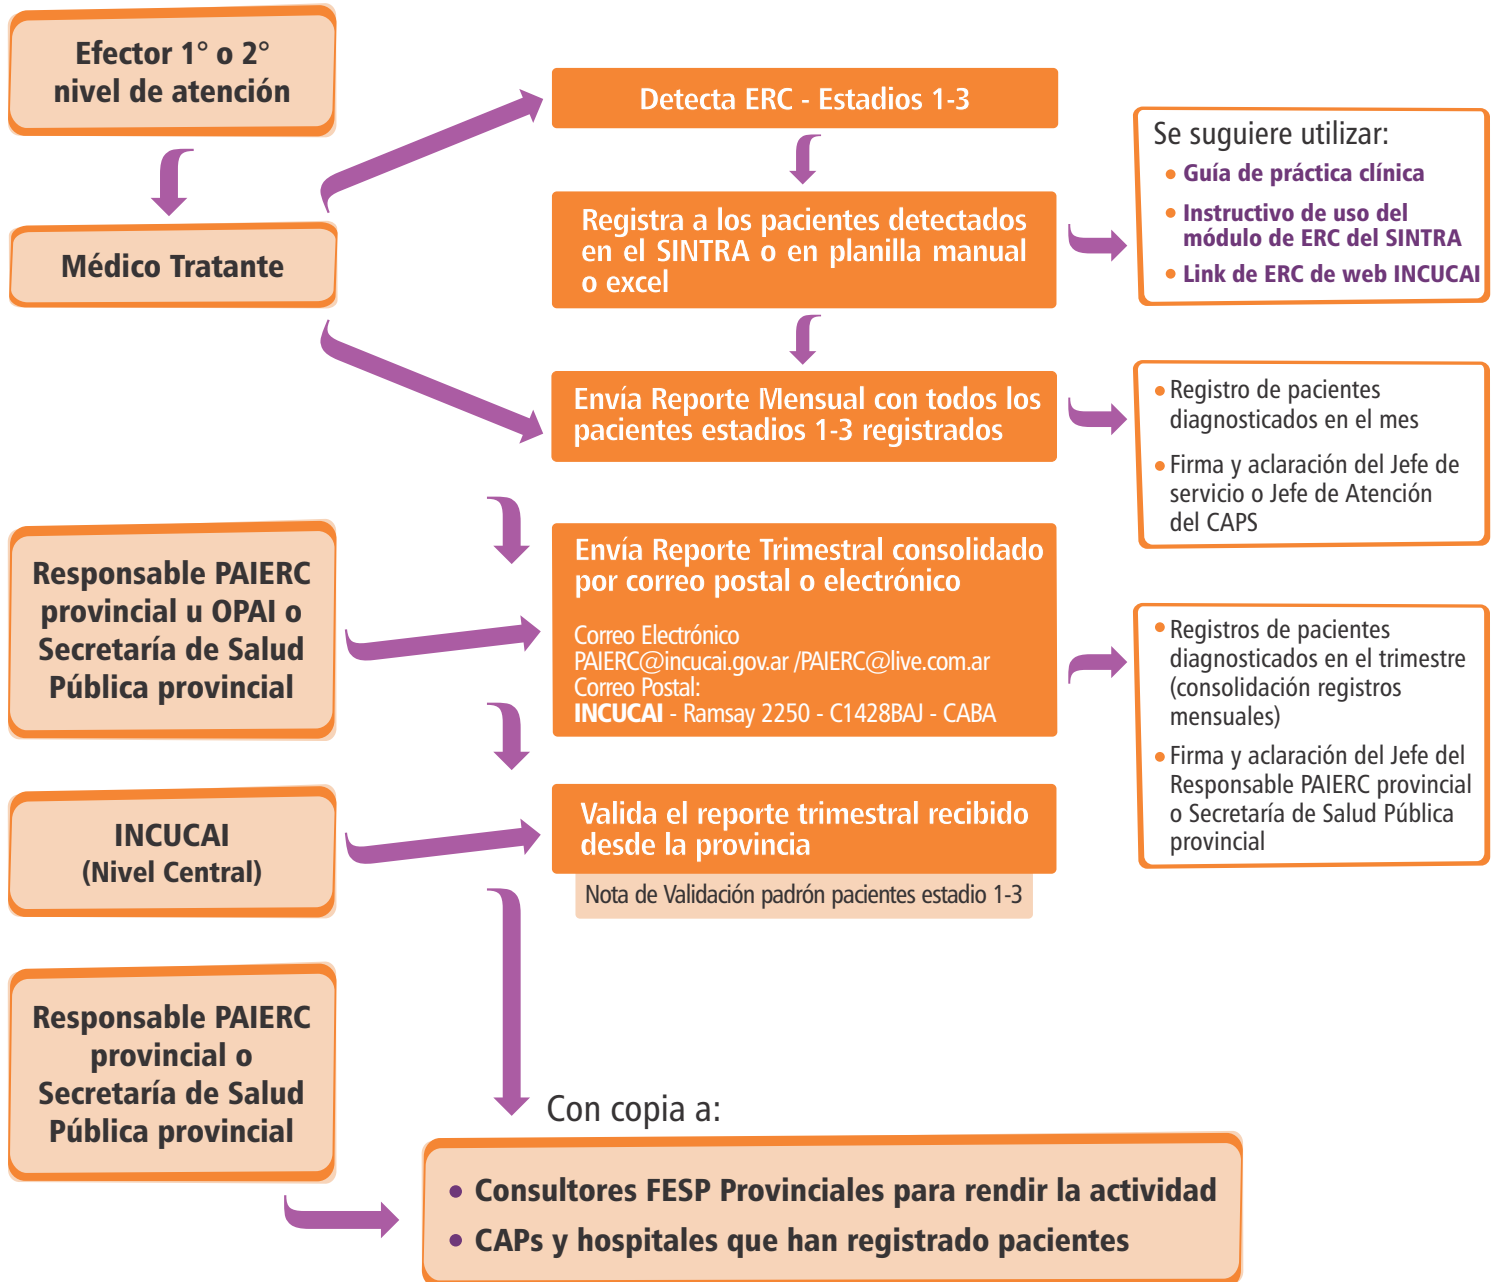 Efector 1° o 2°
nivel de atención
Médico Tratante
Detecta ERC - Estadios 1-3
Registra a los pacientes detectados
en el SINTRA o en planilla manual
o excel
Se suguiere utilizar:
• Guía de práctica clínica
• Instructivo de uso del
módulo de ERC del SINTRA
• Link de ERC de web INCUCAI
Envía Reporte Mensual con todos los
pacientes estadios 1-3 registrados
• Registro de pacientes
diagnosticados en el mes
• Firma y aclaración del Jefe de
servicio o Jefe de Atención
del CAPS
Responsable PAIERC
provincial u OPAI o
Secretaría de Salud
Pública provincial
Envía Reporte Trimestral consolidado
por correo postal o electrónico
Correo Electrónico
PAIERC@incucai.gov.ar /PAIERC@live.com.ar
Correo Postal:
INCUCAI - Ramsay 2250 - C1428BAJ - CABA
• Registros de pacientes
diagnosticados en el trimestre
(consolidación registros
mensuales)
• Firma y aclaración del Jefe del
Responsable PAIERC provincial
o Secretaría de Salud Pública
provincial
INCUCAI
(Nivel Central)
Valida el reporte trimestral recibido
desde la provincia
Nota de Validación padrón pacientes estadio 1-3
Responsable PAIERC
provincial o
Secretaría de Salud
Pública provincial
Con copia a:
• Consultores FESP Provinciales para rendir la actividad
• CAPs y hospitales que han registrado pacientes